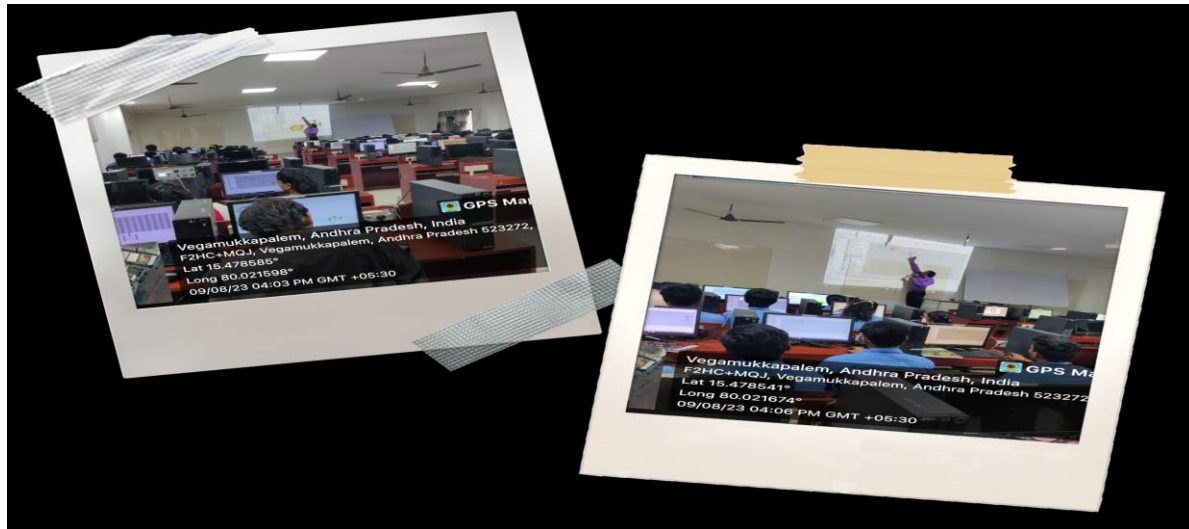 GPS Ma
Vegamukkapalem, Andhra Pradesh, India
F2HC+MQJ, Vegamukkapalem, Andhra Pradesh 523272,
Lat 15.478585°
Long 80.021598°
09/08/23 04:03 PM GMT +05:30
GPS Ma
Vegamukkapalem, Andhra Pradesh, India
F2HC+MQJ, Vegamukkapalem, Andhra Pradesh 523272
Lat 15.478541°
Long 80.021674°
09/08/23 04:06 PM GMT +05:30